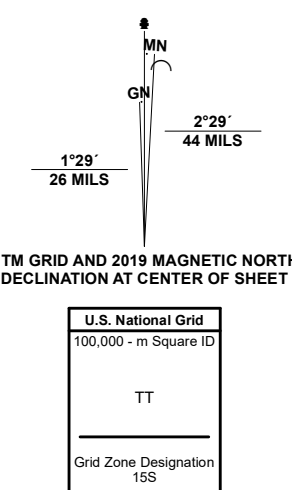 MN
GN
2°29´
44 MILS
1°29´
26 MILS
TM GRID AND 2019 MAGNETIC NORTH
DECLINATION AT CENTER OF SHEET
U.S. National Grid
100,000 - m Square ID
TT
Grid Zone Designation
15S